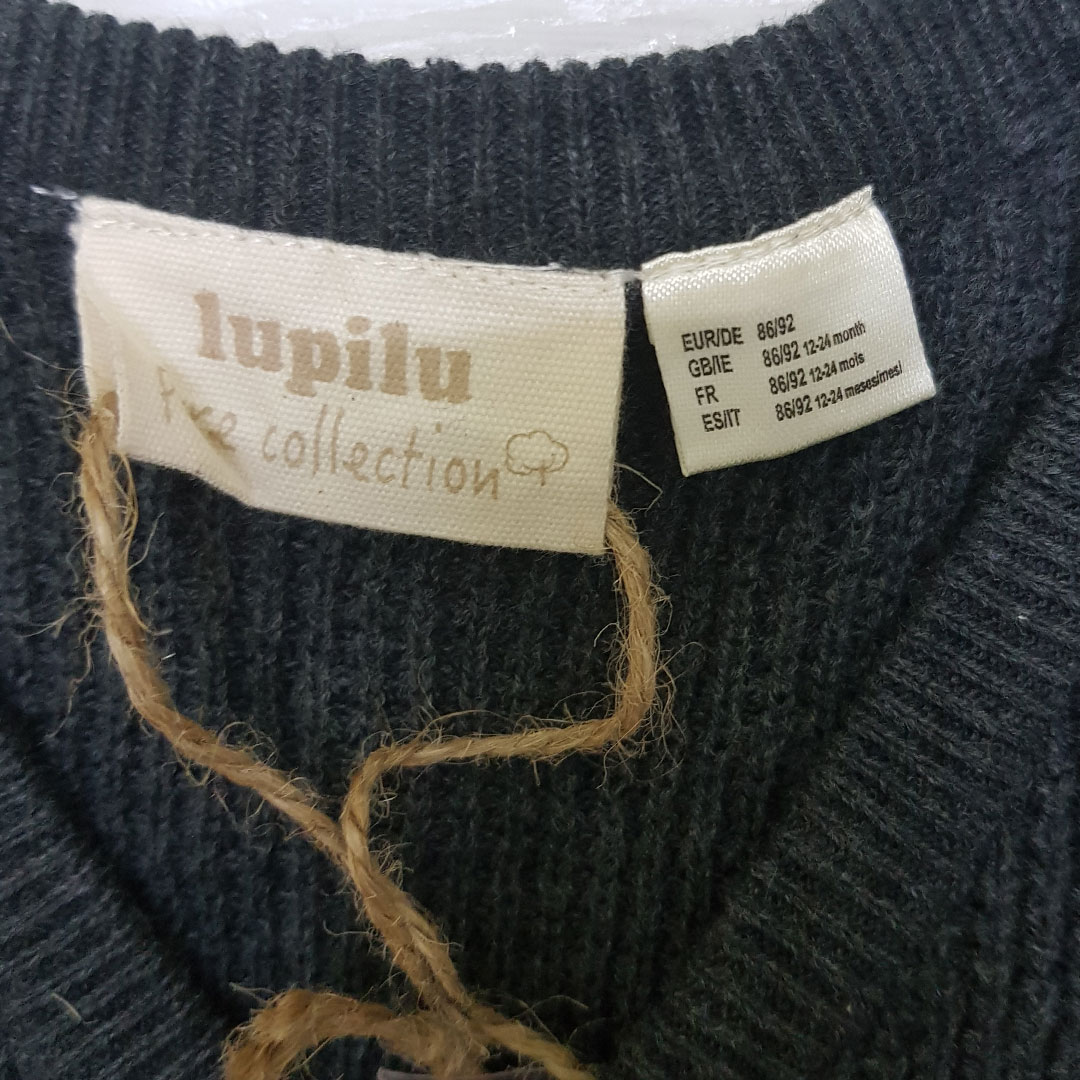 lupilu
pure collection
EUR/DE 86/92
GB/IE 86/92 12-24 month
FR 86/92 12-24 mois
ES/IT 86/92 12-24 meses/mesi